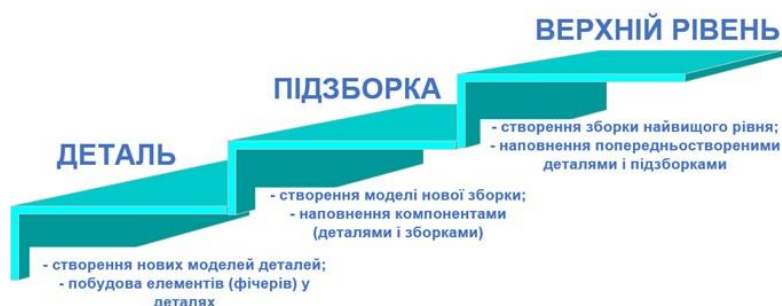 ДЕТАЛЬ
- створення нових моделей деталей;
- побудова елементів (фічерів) у
деталях
ПІДЗБОРКА
- створення моделі нової зборки;
- наповнення компонентами
(деталями і зборками)
ВЕРХНІЙ РІВЕНЬ
- створення зборки найвищого рівня;
- наповнення попередньоствореними
деталями і підзборками